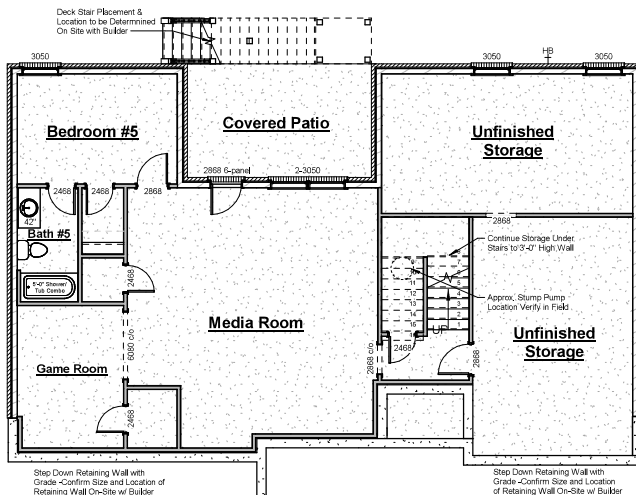 Deck Stair Placement &
Location to be Determnined
On Site with Builder
3050
3050
HB
3050
Bedroom #5
Covered Patio
Unfinished
Storage
2868 6-panel
2-3050
2468
2468
2868
2868
42"
Bath #5
Continue Storage Under
Stairs to 3'-0" High Wall
2468
5'-0" Shower/
Tub Combo
Approx. Stump Pump
Location Verify in Field
Media Room
UP
Unfinished
Storage
6080 c/o
2868 c/o
2468
2868
Game Room
2468
Step Down Retaining Wall with
Grade -Confirm Size and Location of
Retaining Wall On-Site w/ Builder
Step Down Retaining Wall with
Grade -Confirm Size and Location
of Retaining Wall On-Site w/ Builder